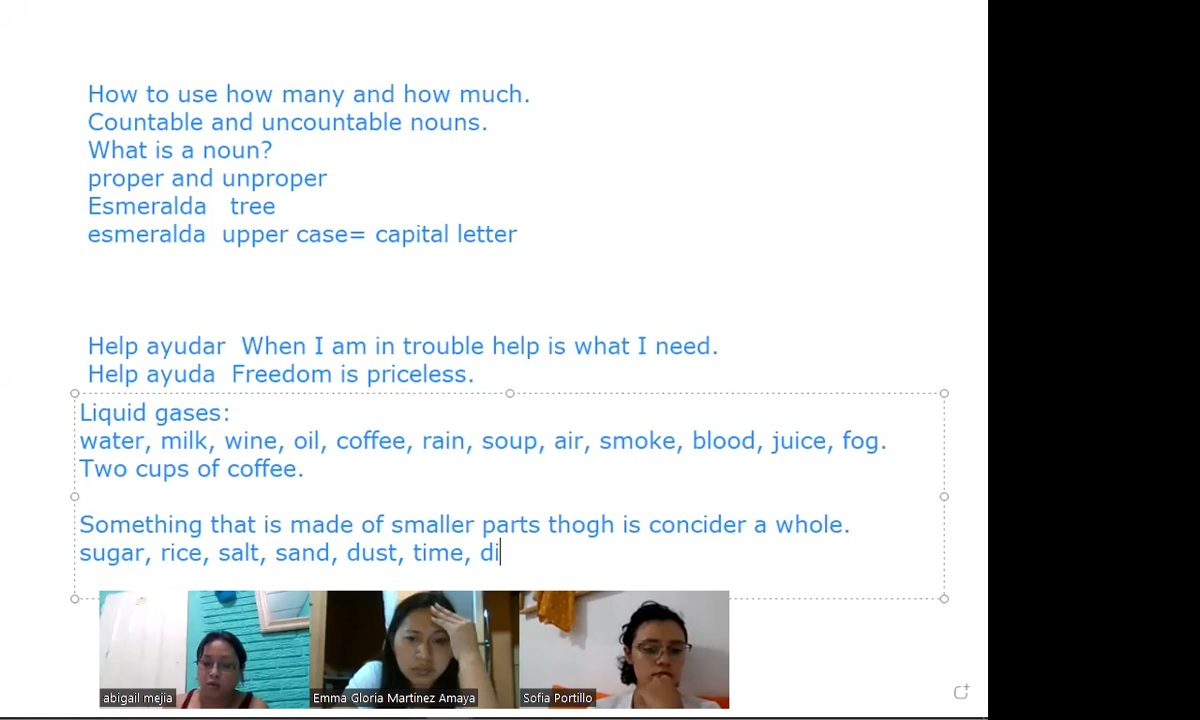 How to use how many and how much.
Countable and uncountable nouns.
What is a noun?
proper and unproper
Esmeralda tree
esmeralda upper case= capital letter
Help ayudar When I am in trouble help is what I need.
Help ayuda Freedom is priceless.
Liquid gases:
water, milk, wine, oil, coffee, rain, soup, air, smoke, blood, juice, fog.
Two cups of coffee.
Something that is made of smaller parts thogh is concider a whole.
sugar, rice, salt, sand, dust, time, di
abigail mejia
Emma Gloria Martinez Amaya
Sofia Portillo